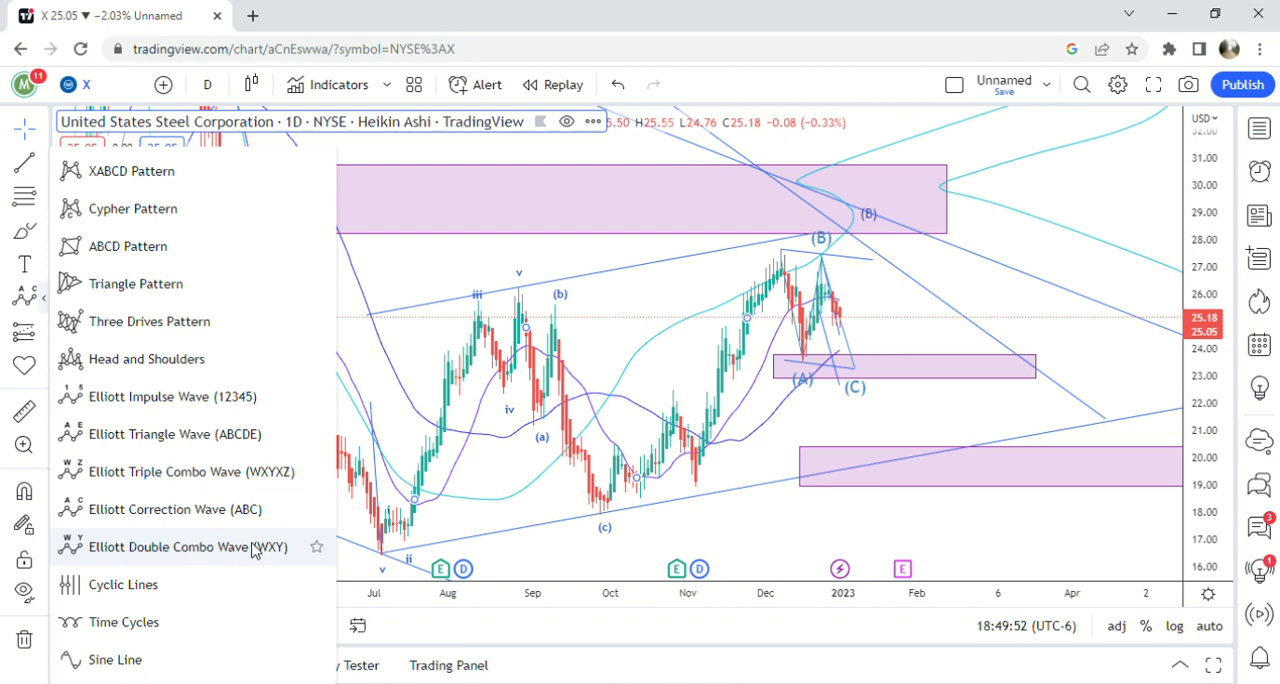 X 25.05 ▼ −2.03% Unnamed
tradingview.com/chart/aCnEswwa/?symbol=NYSE%3AX
M 11 X D Indicators Alert Replay Unnamed Save Publish
United States Steel Corporation · 1D · NYSE · Heikin Ashi · TradingView 5.50 H25.55 L24.76 C25.18 −0.08 (−0.33%)
USD
32.00
31.00
30.00
29.00
28.00
27.00
26.00
25.18
25.05
24.00
23.00
22.00
21.00
20.00
19.00
18.00
17.00
16.00
XABCD Pattern
Cypher Pattern
ABCD Pattern
Triangle Pattern
Three Drives Pattern
Head and Shoulders
Elliott Impulse Wave (12345)
Elliott Triangle Wave (ABCDE)
Elliott Triple Combo Wave (WXYXZ)
Elliott Correction Wave (ABC)
Elliott Double Combo Wave (WXY)
Cyclic Lines
Time Cycles
Sine Line
(B)
(B)
v
iii
(b)
iv
(a)
(A)
(C)
i
(c)
ii
v
E D E D E
Jul Aug Sep Oct Nov Dec 2023 Feb 6 Apr 2
18:49:52 (UTC-6) adj % log auto
y Tester Trading Panel
3
1